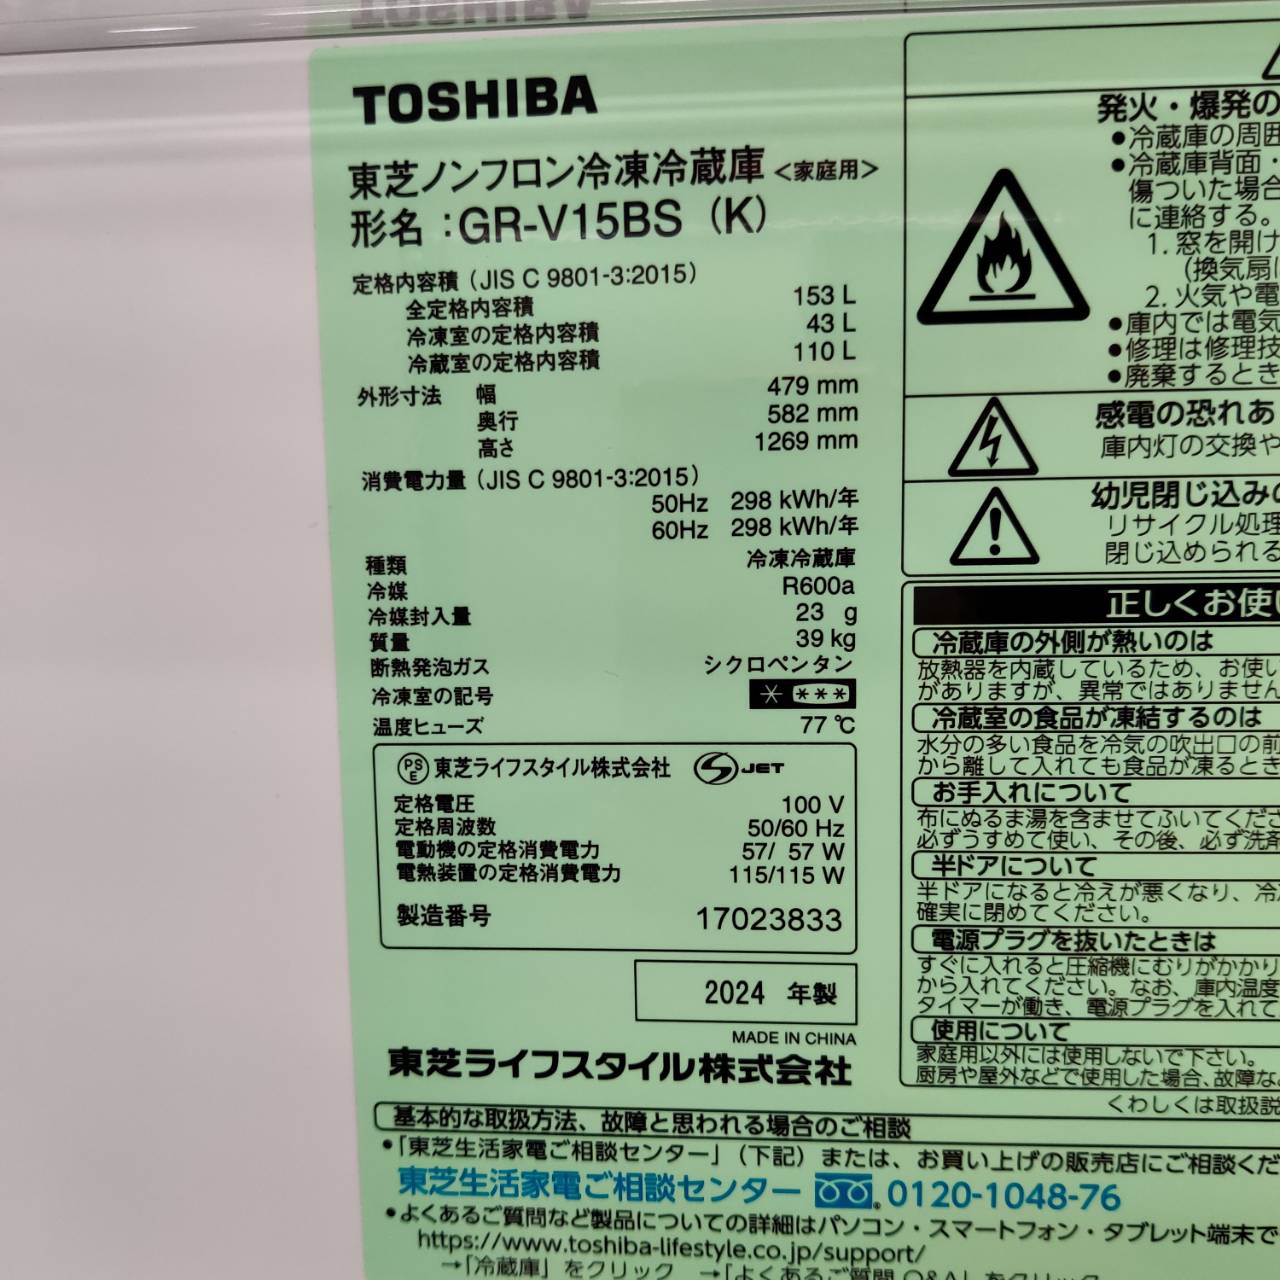 TOSHIBA
東芝ノンフロン冷凍冷蔵庫 <家庭用>
形名:GR-V15BS (K)
定格内容積 (JIS C 9801-3:2015)
全定格内容積 153 L
冷凍室の定格内容積 43 L
冷蔵室の定格内容積 110 L
外形寸法 幅 479 mm
奥行 582 mm
高さ 1269 mm
消費電力量 (JIS C 9801-3:2015)
50Hz 298 kWh/年
60Hz 298 kWh/年
種類 冷凍冷蔵庫
冷媒 R600a
冷媒封入量 23 g
質量 39 kg
断熱発泡ガス シクロペンタン
冷凍室の記号 * ***
温度ヒューズ 77 ℃
PSE 東芝ライフスタイル株式会社 JET
定格電圧 100 V
定格周波数 50/60 Hz
電動機の定格消費電力 57/ 57 W
電熱装置の定格消費電力 115/115 W
製造番号 17023833
2024 年製
MADE IN CHINA
東芝ライフスタイル株式会社
発火・爆発の
●冷蔵庫の周囲
●冷蔵庫背面・
傷ついた場合
に連絡する。
1. 窓を開け
(換気扇
2. 火気や電
●庫内では電気
●修理は修理技
●廃棄するとき
感電の恐れあ
庫内灯の交換や
幼児閉じ込みの
リサイクル処理
閉じ込められる
正しくお使い
冷蔵庫の外側が熱いのは
放熱器を内蔵しているため、お使い
がありますが、異常ではありません
冷蔵室の食品が凍結するのは
水分の多い食品を冷気の吹出口の前
から離して入れても食品が凍るとき
お手入れについて
布にぬるま湯を含ませてふいてくださ
必ずうすめて使い、その後、必ず洗剤
半ドアについて
半ドアになると冷えが悪くなり、冷
確実に閉めてください。
電源プラグを抜いたときは
すぐに入れると圧縮機にむりがかかり
から入れてください。なお、庫内温度
タイマーが働き、電源プラグを入れて
使用について
家庭用以外には使用しないで下さい。
厨房や屋外などで使用した場合、故障な
くわしくは取扱説
基本的な取扱方法、故障と思われる場合のご相談
●「東芝生活家電ご相談センター」(下記)または、お買い上げの販売店にご相談くだ
東芝生活家電ご相談センター 0120-1048-76
●よくあるご質問など製品についての詳細はパソコン・スマートフォン・タブレット端末で
https://www.toshiba-lifestyle.co.jp/support/
→「冷蔵庫」をクリック →「よくあるご質問 Q&A」をクリック